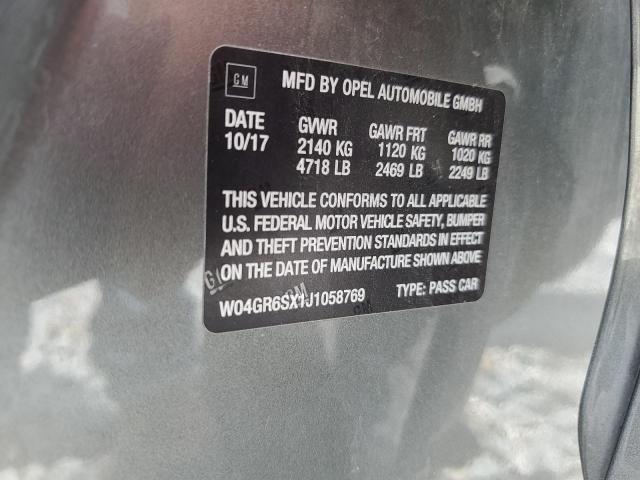 GM
MFD BY OPEL AUTOMOBILE GMBH
DATE GVWR GAWR FRT GAWR RR
10/17 2140 KG 1120 KG 1020 KG
4718 LB 2469 LB 2249 LB
THIS VEHICLE CONFORMS TO ALL APPLICABLE
U.S. FEDERAL MOTOR VEHICLE SAFETY, BUMPER
AND THEFT PREVENTION STANDARDS IN EFFECT
ON THE DATE OF MANUFACTURE SHOWN ABOVE
W04GR6SX1J1058769 TYPE: PASS CAR